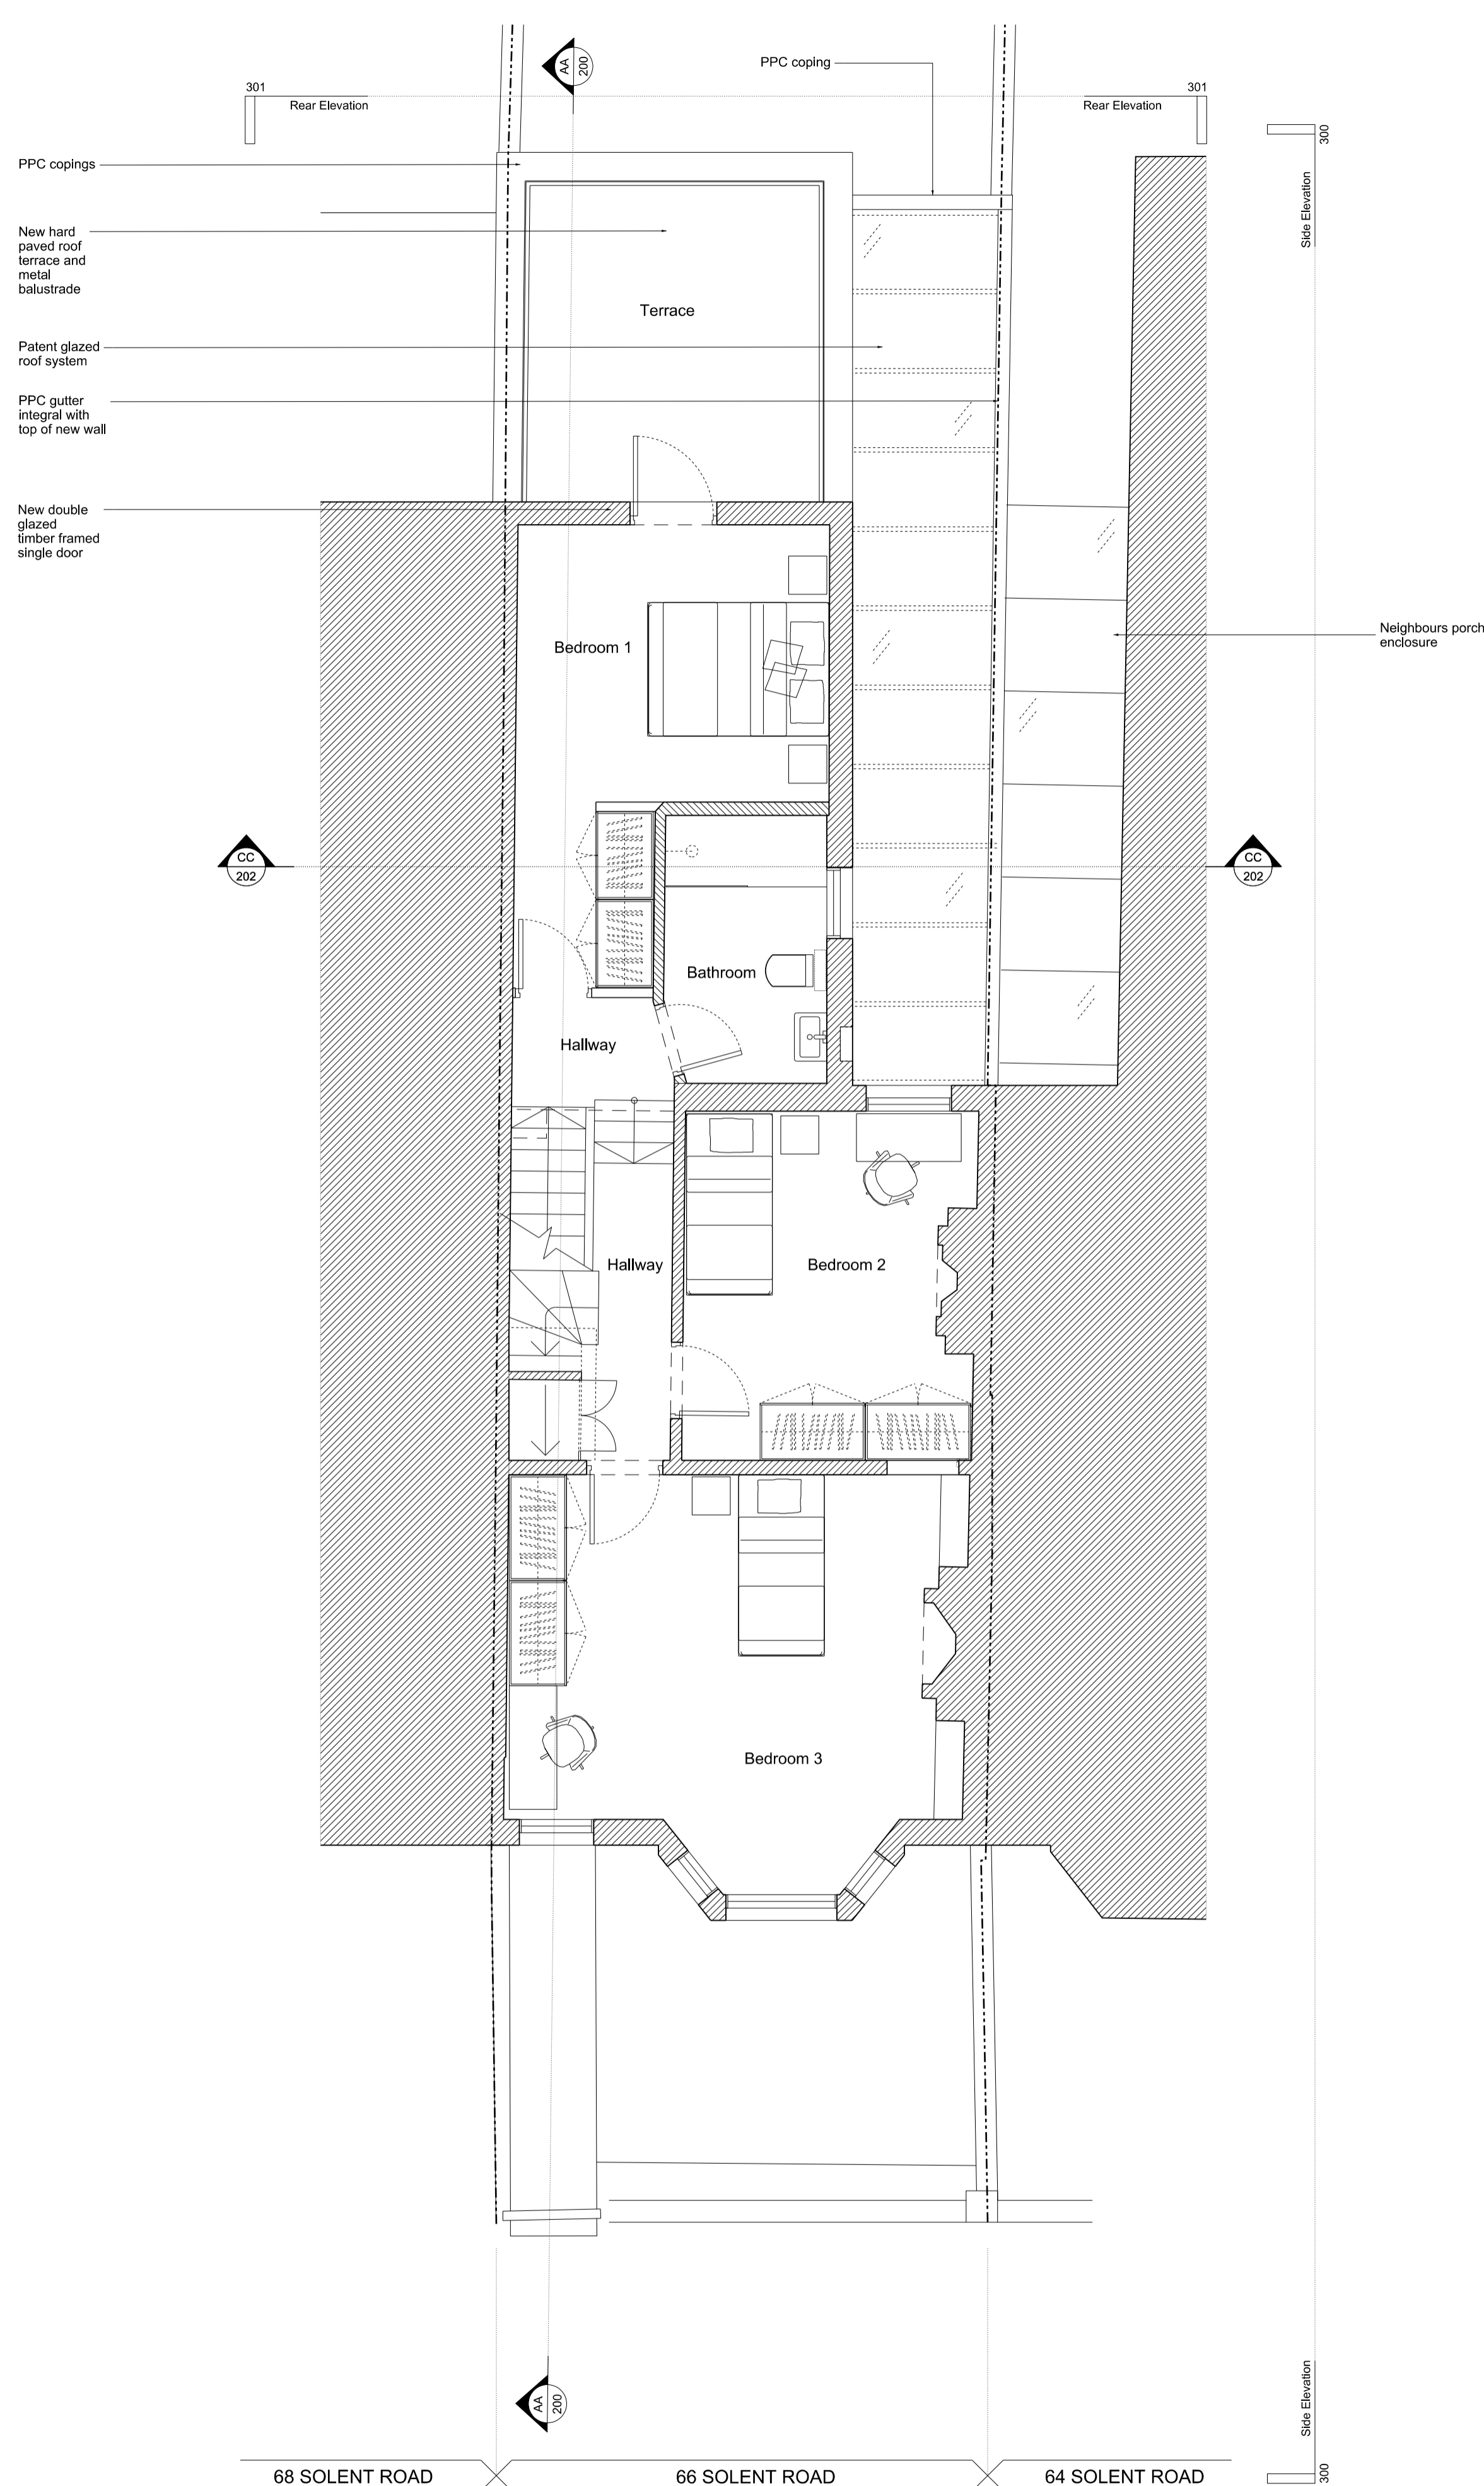 AA
200
PPC coping
301
Rear Elevation
301
Rear Elevation
300
Side Elevation
PPC copings
New hard
paved roof
terrace and
metal
balustrade
Terrace
Patent glazed
roof system
PPC gutter
integral with
top of new wall
New double
glazed
timber framed
single door
Neighbours porch
enclosure
Bedroom 1
CC
202
CC
202
Bathroom
Hallway
Hallway
Bedroom 2
Bedroom 3
AA
200
Side Elevation
300
68 SOLENT ROAD
66 SOLENT ROAD
64 SOLENT ROAD